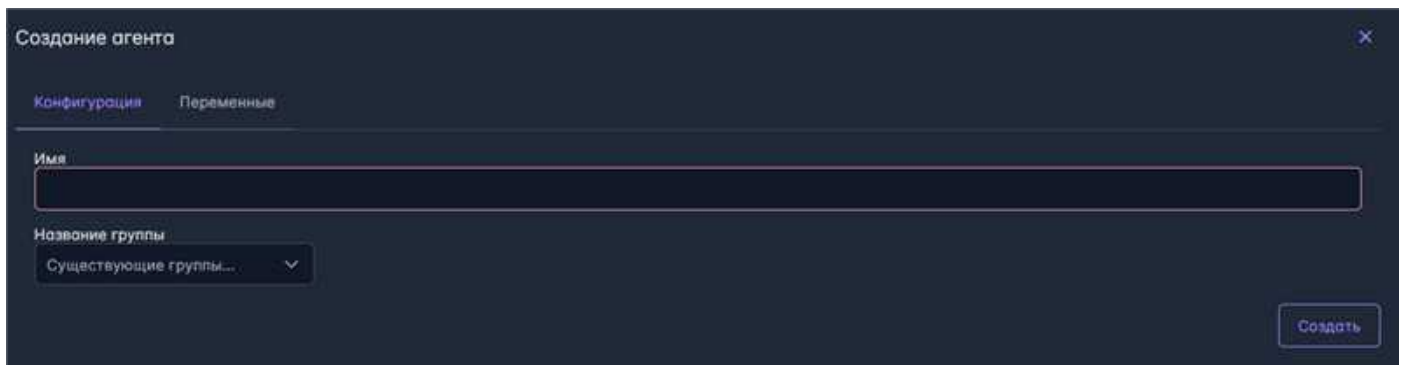 Создание агента
Конфигурация Переменные
Имя
Название группы
Существующие группы...
Создать